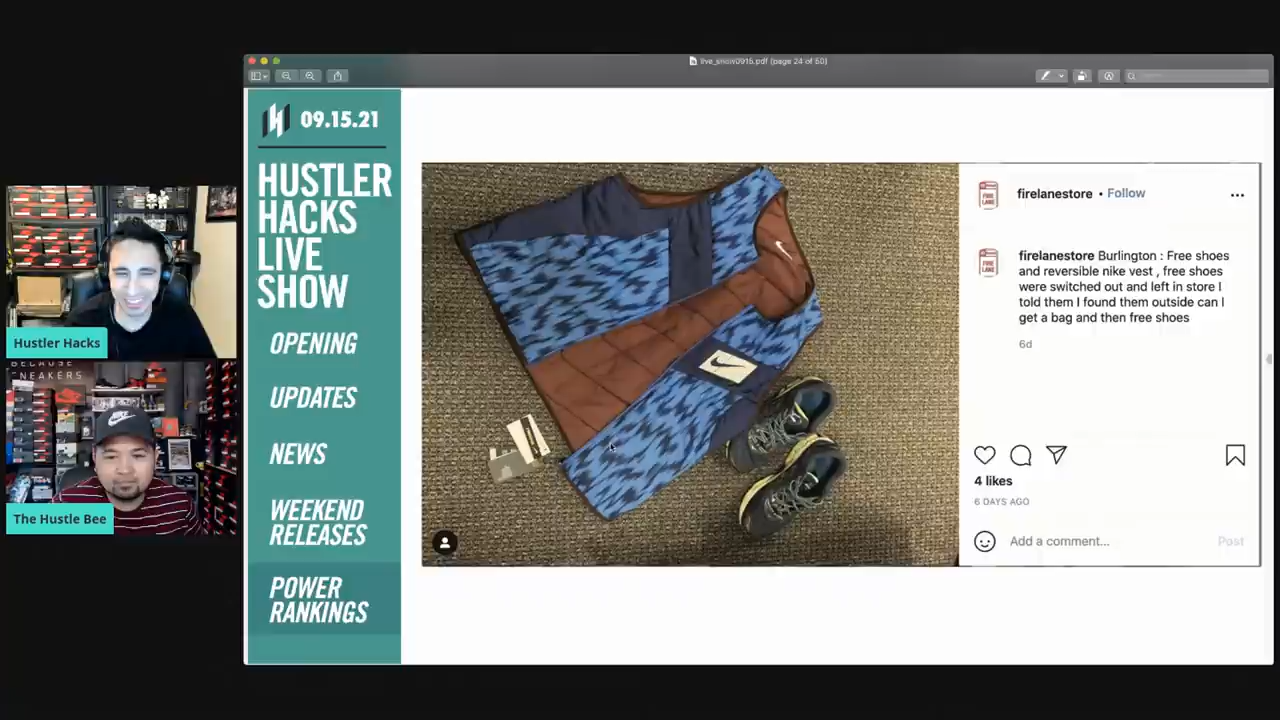 live_show0915.pdf (page 24 of 50)
09.15.21
HUSTLER
HACKS
LIVE
SHOW
OPENING
UPDATES
NEWS
WEEKEND
RELEASES
POWER
RANKINGS
Hustler Hacks
BECAUSE
SNEAKERS
The Hustle Bee
firelanestore • Follow
firelanestore Burlington : Free shoes
and reversible nike vest , free shoes
were switched out and left in store I
told them I found them outside can I
get a bag and then free shoes
6d
4 likes
6 DAYS AGO
Add a comment...
Post